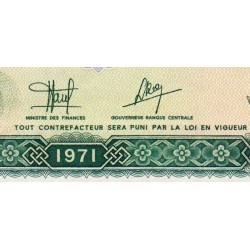 MINISTRE DES FINANCES GOUVERNEUR BANQUE CENTRALE
TOUT CONTREFACTEUR SERA PUNI PAR LA LOI EN VIGUEUR
1971